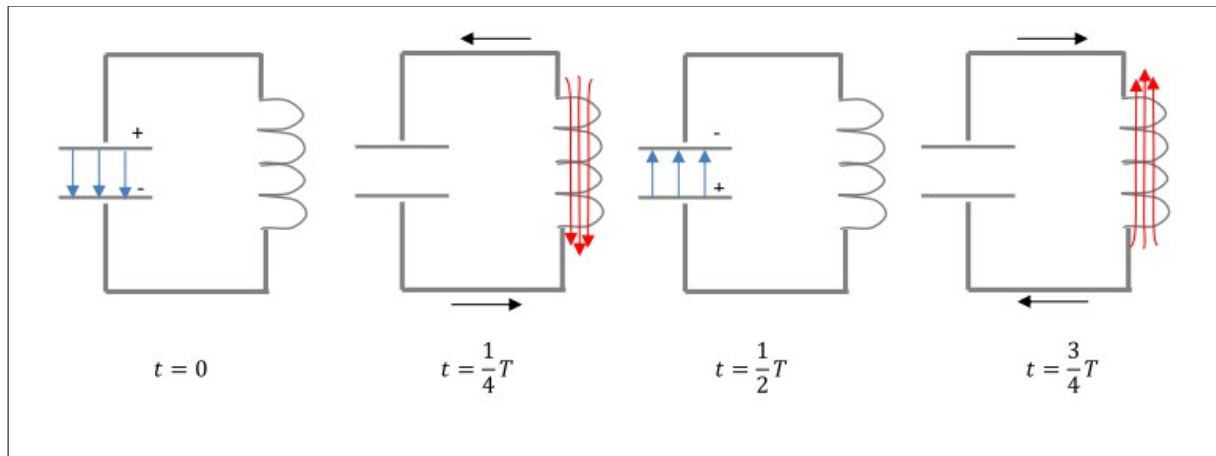 +
-
-
+
t = 0
t = 1/4 T
t = 1/2 T
t = 3/4 T